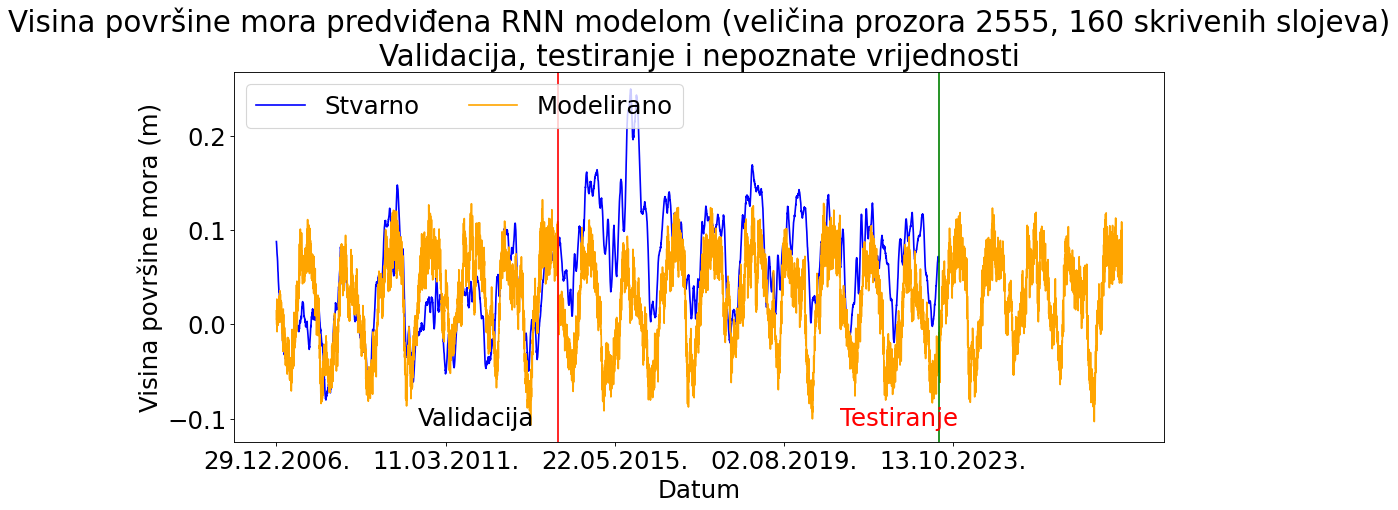 Visina površine mora predviđena RNN modelom (veličina prozora 2555, 160 skrivenih slojeva)
Validacija, testiranje i nepoznate vrijednosti
Stvarno Modelirano
Visina površine mora (m)
0.2
0.1
0.0
−0.1
Validacija Testiranje
29.12.2006. 11.03.2011. 22.05.2015. 02.08.2019. 13.10.2023.
Datum